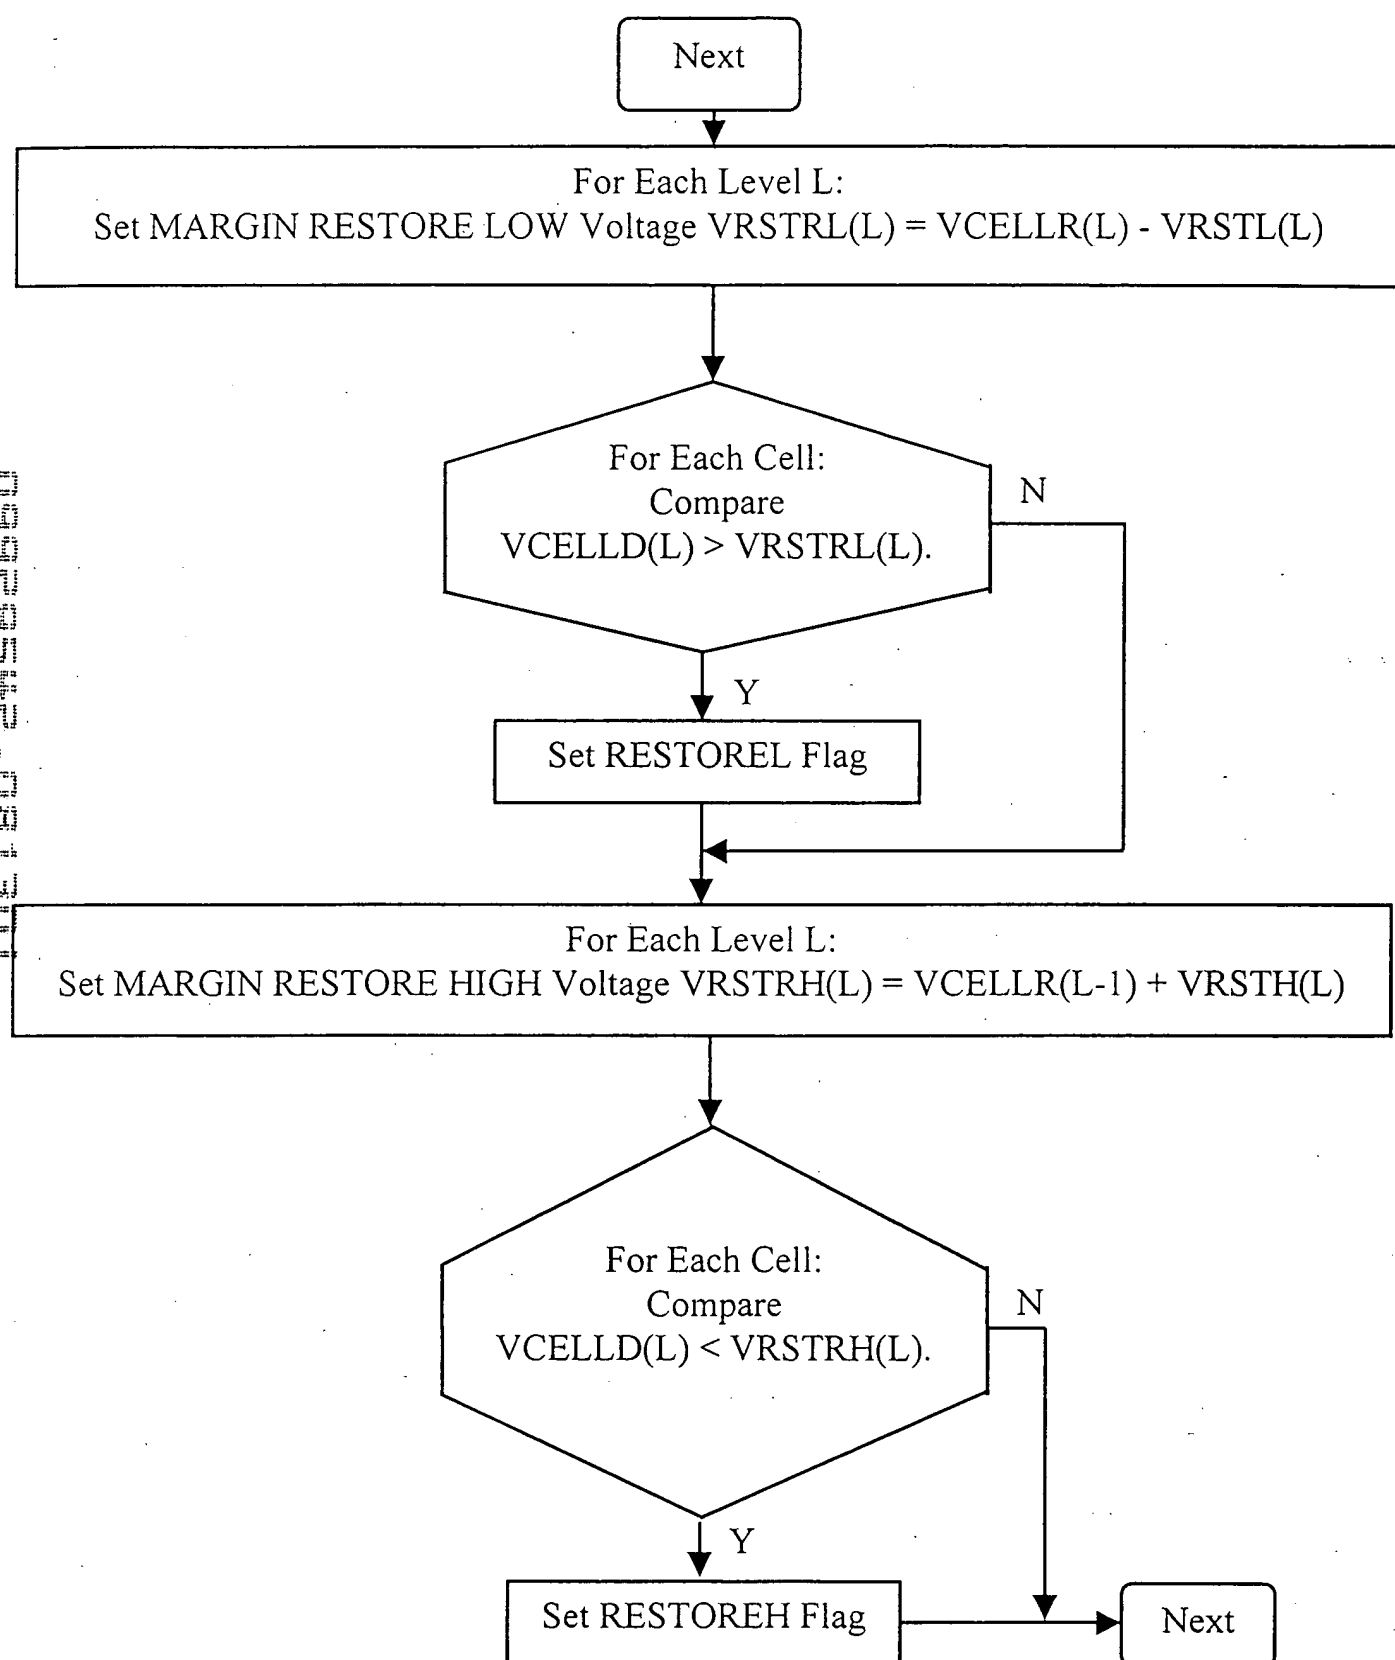 Next
For Each Level L:
Set MARGIN RESTORE LOW Voltage VRSTRL(L) = VCELLR(L) - VRSTL(L)
For Each Cell:
Compare
VCELLD(L) > VRSTRL(L).
N
Y
Set RESTOREL Flag
For Each Level L:
Set MARGIN RESTORE HIGH Voltage VRSTRH(L) = VCELLR(L-1) + VRSTH(L)
For Each Cell:
Compare
VCELLD(L) < VRSTRH(L).
N
Y
Set RESTOREH Flag
Next